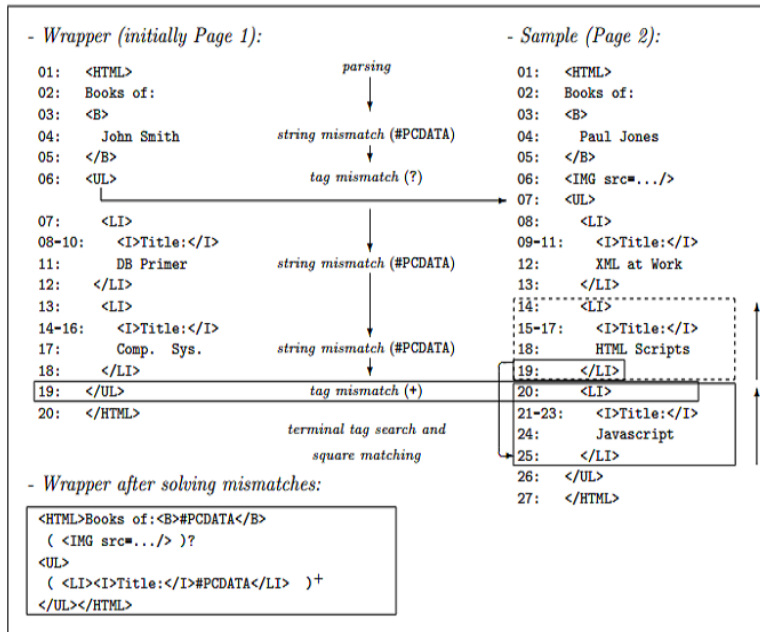 - Wrapper (initially Page 1):
01: <HTML>
02: Books of:
03: <B>
04: John Smith
05: </B>
06: <UL>
07: <LI>
08-10: <I>Title:</I>
11: DB Primer
12: </LI>
13: <LI>
14-16: <I>Title:</I>
17: Comp. Sys.
18: </LI>
19: </UL>
20: </HTML>
parsing
string mismatch (#PCDATA)
tag mismatch (?)
string mismatch (#PCDATA)
string mismatch (#PCDATA)
tag mismatch (+)
terminal tag search and
square matching
- Sample (Page 2):
01: <HTML>
02: Books of:
03: <B>
04: Paul Jones
05: </B>
06: <IMG src=.../>
07: <UL>
08: <LI>
09-11: <I>Title:</I>
12: XML at Work
13: </LI>
14: <LI>
15-17: <I>Title:</I>
18: HTML Scripts
19: </LI>
20: <LI>
21-23: <I>Title:</I>
24: Javascript
25: </LI>
26: </UL>
27: </HTML>
- Wrapper after solving mismatches:
<HTML>Books of:<B>#PCDATA</B>
( <IMG src=.../> )?
<UL>
( <LI><I>Title:</I>#PCDATA</LI> )+
</UL></HTML>